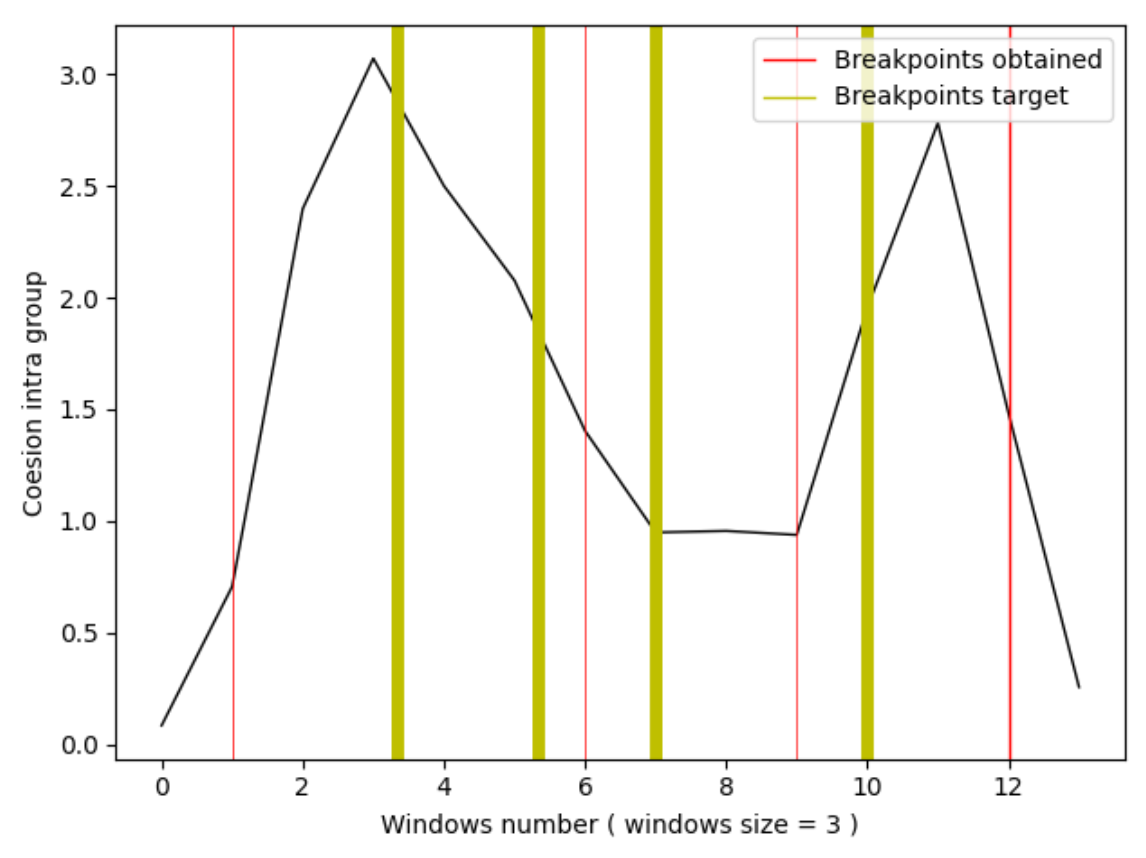 Breakpoints obtained
Breakpoints target
3.0
2.5
2.0
1.5
1.0
0.5
0.0
Coesion intra group
0 2 4 6 8 10 12
Windows number ( windows size = 3 )